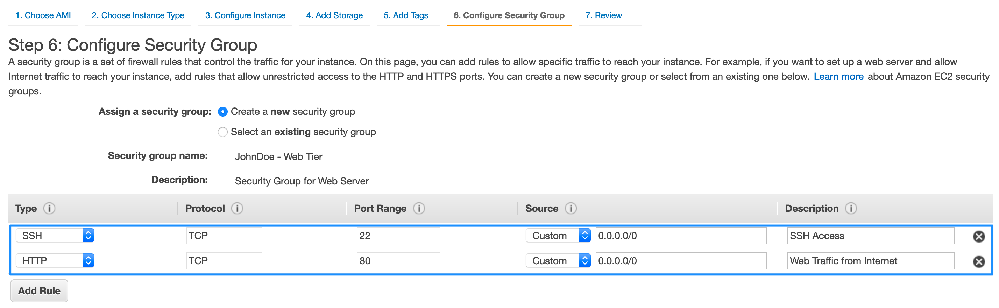 1. Choose AMI 2. Choose Instance Type 3. Configure Instance 4. Add Storage 5. Add Tags 6. Configure Security Group 7. Review
Step 6: Configure Security Group
A security group is a set of firewall rules that control the traffic for your instance. On this page, you can add rules to allow specific traffic to reach your instance. For example, if you want to set up a web server and allow
Internet traffic to reach your instance, add rules that allow unrestricted access to the HTTP and HTTPS ports. You can create a new security group or select from an existing one below. Learn more about Amazon EC2 security
groups.
Assign a security group: Create a new security group
Select an existing security group
Security group name: JohnDoe - Web Tier
Description: Security Group for Web Server
Type i Protocol i Port Range i Source i Description i
SSH TCP 22 Custom 0.0.0.0/0 SSH Access
HTTP TCP 80 Custom 0.0.0.0/0 Web Traffic from Internet
Add Rule